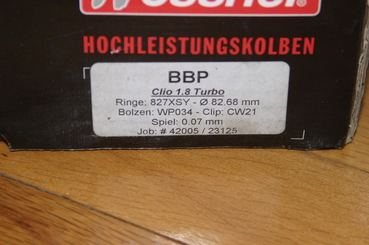 HOCHLEISTUNGSKOLBEN
BBP
Clio 1.8 Turbo
Ringe: 827XSY - Ø 82.68 mm
Bolzen: WP034 - Clip: CW21
Spiel: 0.07 mm
Job: # 42005 / 23125